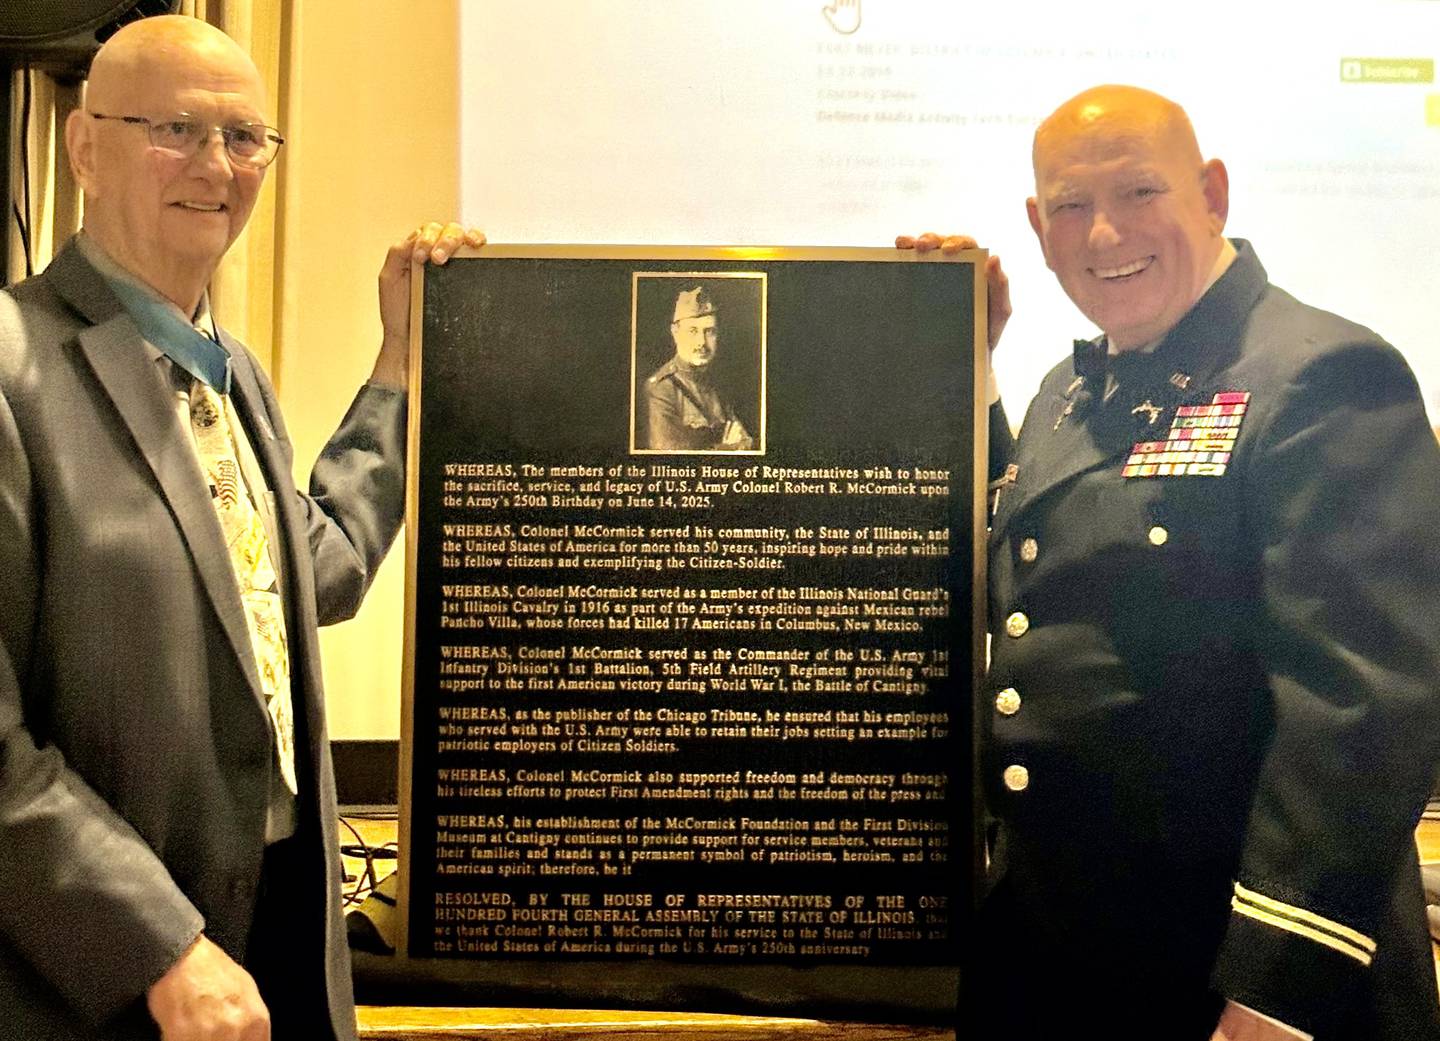 Subscribe
Defense Media Activity
WHEREAS, The members of the Illinois House of Representatives wish to honor
the sacrifice, service, and legacy of U.S. Army Colonel Robert R. McCormick upon
the Army's 250th Birthday on June 14, 2025.
WHEREAS, Colonel McCormick served his community, the State of Illinois, and
the United States of America for more than 50 years, inspiring hope and pride within
his fellow citizens and exemplifying the Citizen-Soldier.
WHEREAS, Colonel McCormick served as a member of the Illinois National Guard's
1st Illinois Cavalry in 1916 as part of the Army's expedition against Mexican rebel
Pancho Villa, whose forces had killed 17 Americans in Columbus, New Mexico.
WHEREAS, Colonel McCormick served as the Commander of the U.S. Army 1st
Infantry Division's 1st Battalion, 5th Field Artillery Regiment providing vital
support to the first American victory during World War I, the Battle of Cantigny.
WHEREAS, as the publisher of the Chicago Tribune, he ensured that his employees
who served with the U.S. Army were able to retain their jobs setting an example for
patriotic employers of Citizen Soldiers.
WHEREAS, Colonel McCormick also supported freedom and democracy through
his tireless efforts to protect First Amendment rights and the freedom of the press and
WHEREAS, his establishment of the McCormick Foundation and the First Division
Museum at Cantigny continues to provide support for service members, veterans and
their families and stands as a permanent symbol of patriotism, heroism, and the
American spirit; therefore, be it
RESOLVED, BY THE HOUSE OF REPRESENTATIVES OF THE ONE
HUNDRED FOURTH GENERAL ASSEMBLY OF THE STATE OF ILLINOIS, that
we thank Colonel Robert R. McCormick for his service to the State of Illinois and
the United States of America during the U.S. Army's 250th anniversary